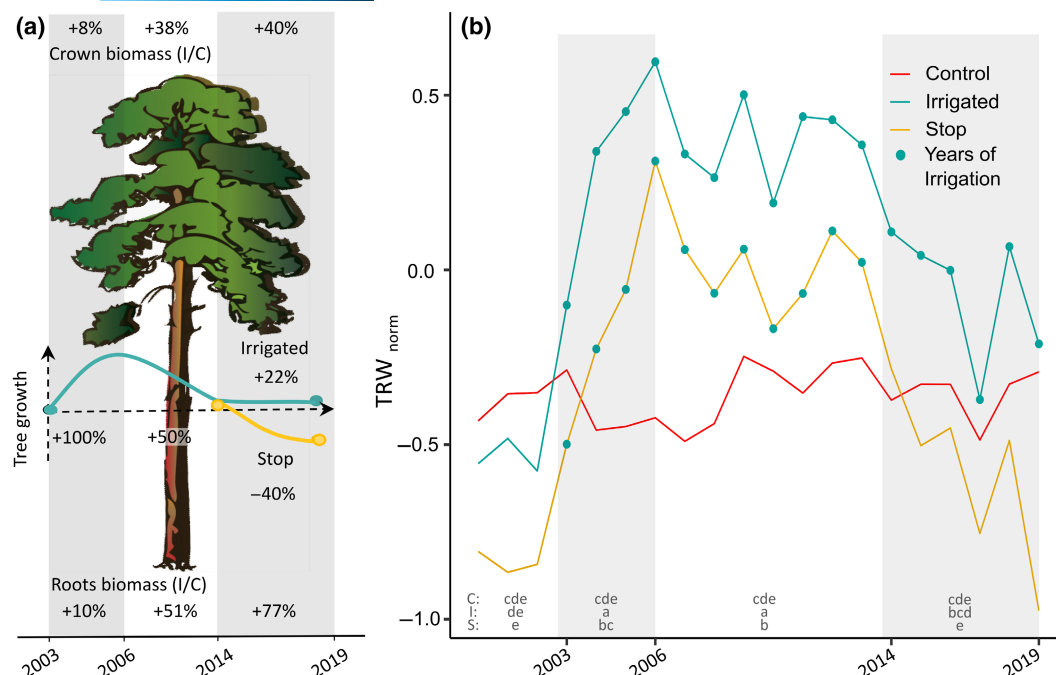 (a)
+8% +38% +40%
Crown biomass (I/C)
Irrigated
+22%
Tree growth
+100% +50%
Stop
–40%
Roots biomass (I/C)
+10% +51% +77%
2003 2006 2014 2019
(b)
Control
Irrigated
Stop
Years of
Irrigation
TRW norm
0.5
0.0
−0.5
−1.0
C: cde cde cde cde
I: de a a bcd
S: e bc b e
2003 2006 2014 2019